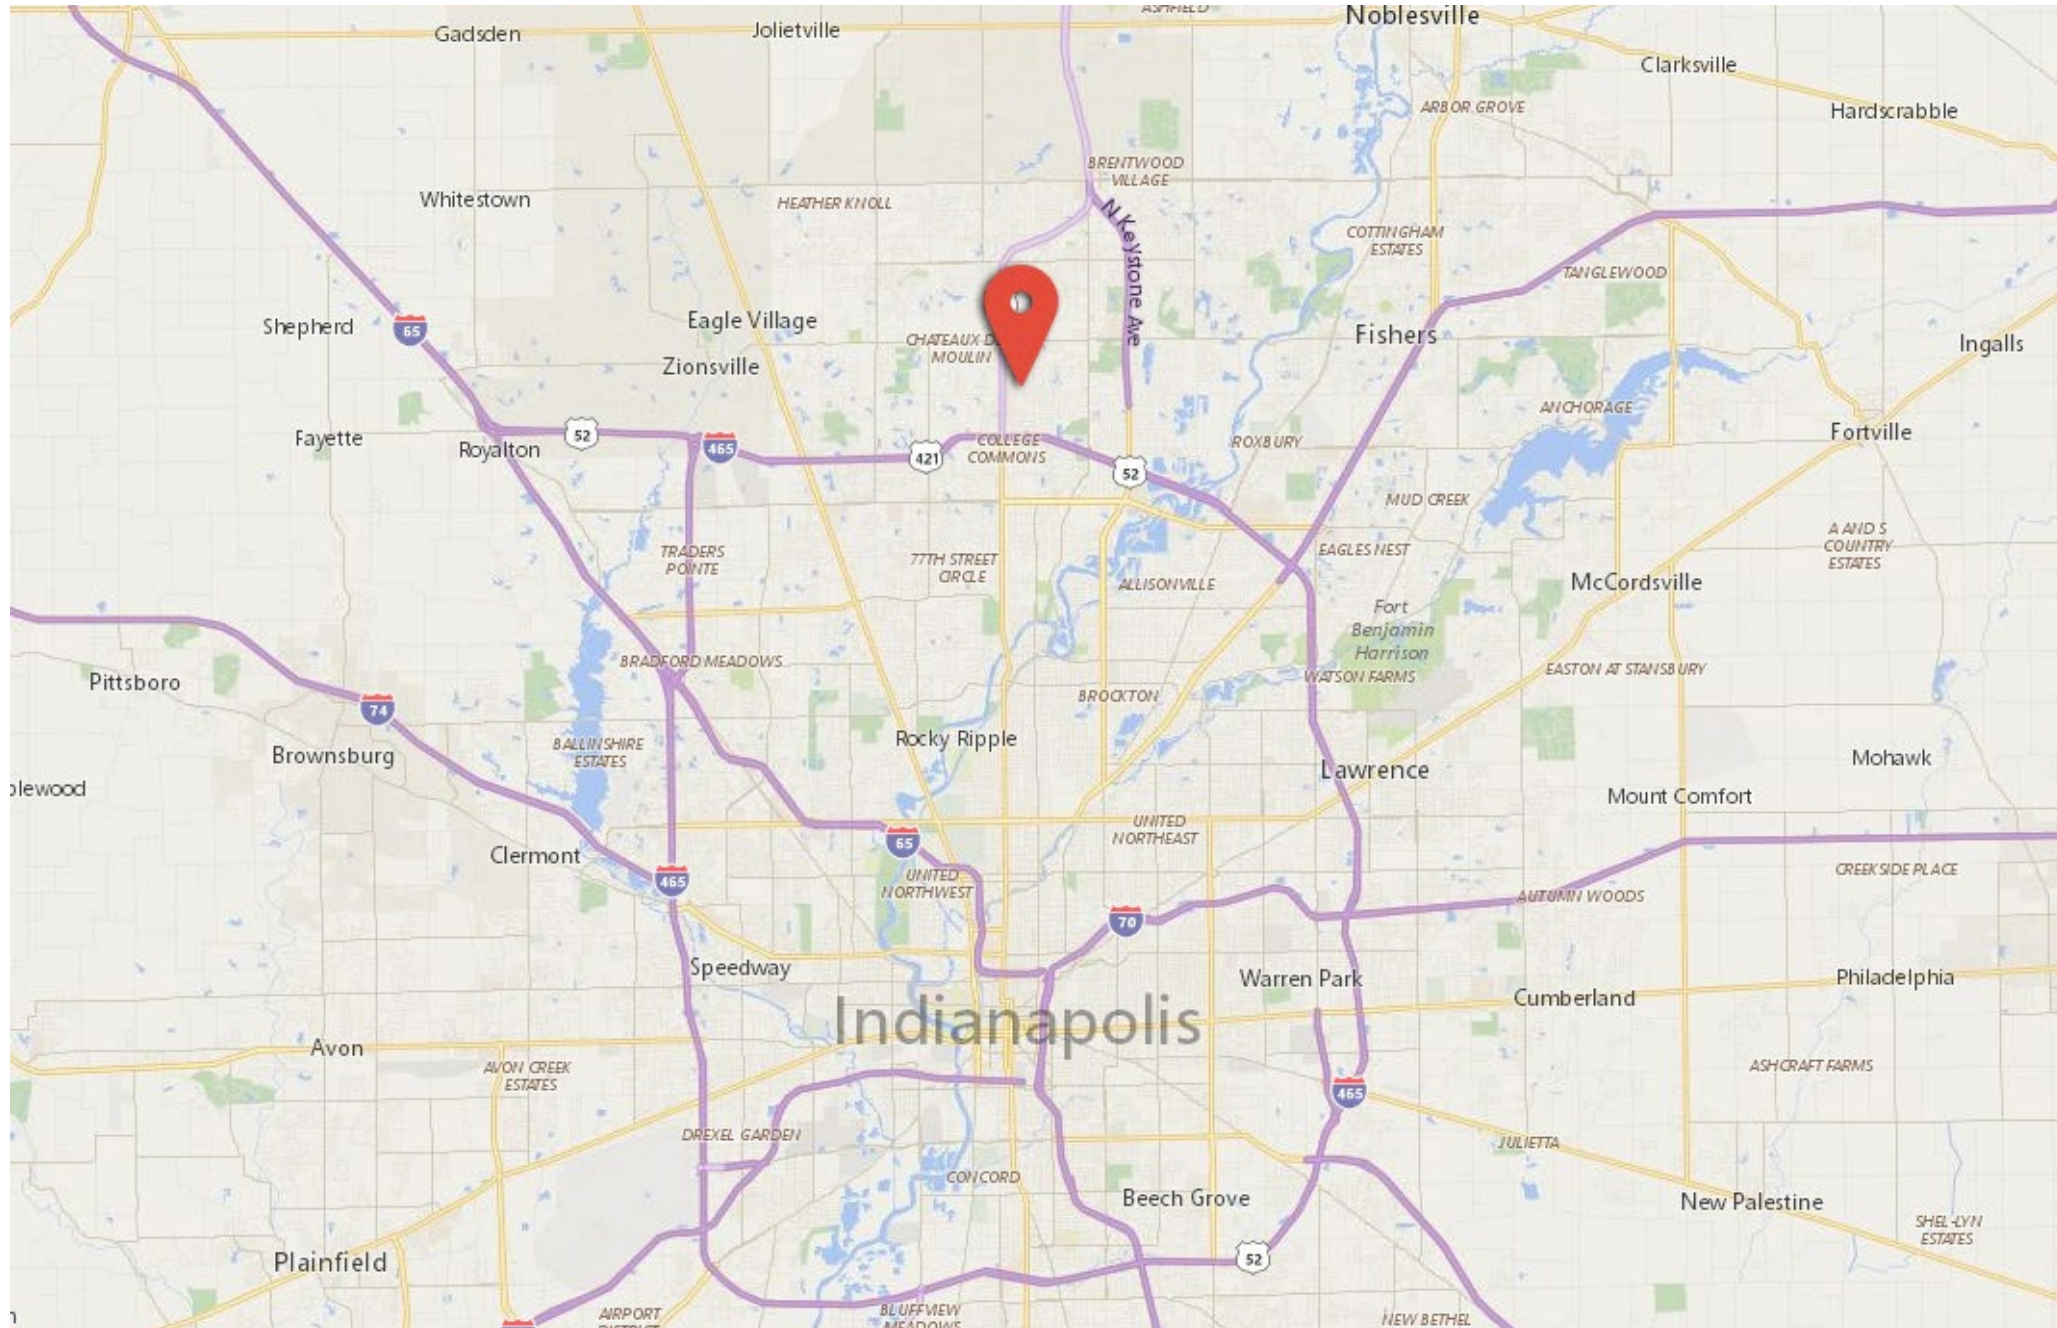 ASHFIELD
Noblesville
Gadsden
Jolietville
Clarksville
ARBOR GROVE
Hardscrabble
BRENTWOOD
VILLAGE
Whitestown
HEATHER KNOLL
N Keystone Ave
COTTINGHAM
ESTATES
TANGLEWOOD
Shepherd
65
Eagle Village
CHATEAUX DE
MOULIN
Fishers
Ingalls
Zionsville
ANCHORAGE
Fayette
52
Royalton
465
421
COLLEGE
COMMONS
52
ROXBURY
Fortville
MUD CREEK
A AND S
COUNTRY
ESTATES
TRADERS
POINTE
77TH STREET
CIRCLE
ALLISONVILLE
EAGLES NEST
McCordsville
Fort
Benjamin
Harrison
BRADFORD MEADOWS
WATSON FARMS
EASTON AT STANSBURY
Pittsboro
74
BROCKTON
Brownsburg
BALLINSHIRE
ESTATES
Rocky Ripple
Lawrence
Mohawk
plewood
Mount Comfort
UNITED
NORTHEAST
65
Clermont
465
UNITED
NORTHWEST
CREEKSIDE PLACE
70
AUTUMN WOODS
Speedway
Warren Park
Cumberland
Philadelphia
Indianapolis
Avon
AVON CREEK
ESTATES
ASHCRAFT FARMS
465
DREXEL GARDEN
JULIETTA
CONCORD
Beech Grove
New Palestine
SHEL-LYN
ESTATES
Plainfield
52
AIRPORT
DISTRICT
BLUFFVIEW
MEADOWS
NEW BETHEL